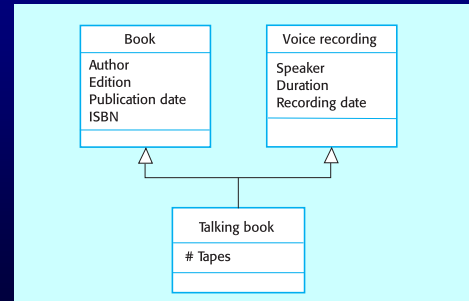 Book
Author
Edition
Publication date
ISBN
Voice recording
Speaker
Duration
Recording date
Talking book
# Tapes